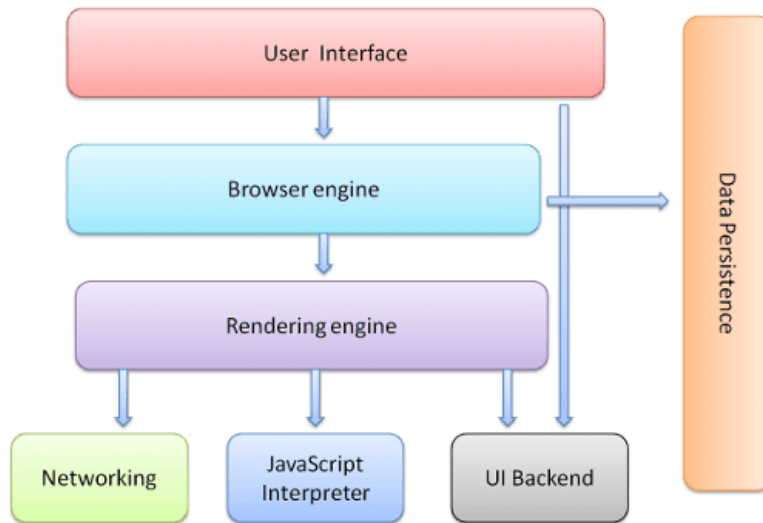 User Interface
Browser engine
Data Persistence
Rendering engine
Networking
JavaScript
Interpreter
UI Backend